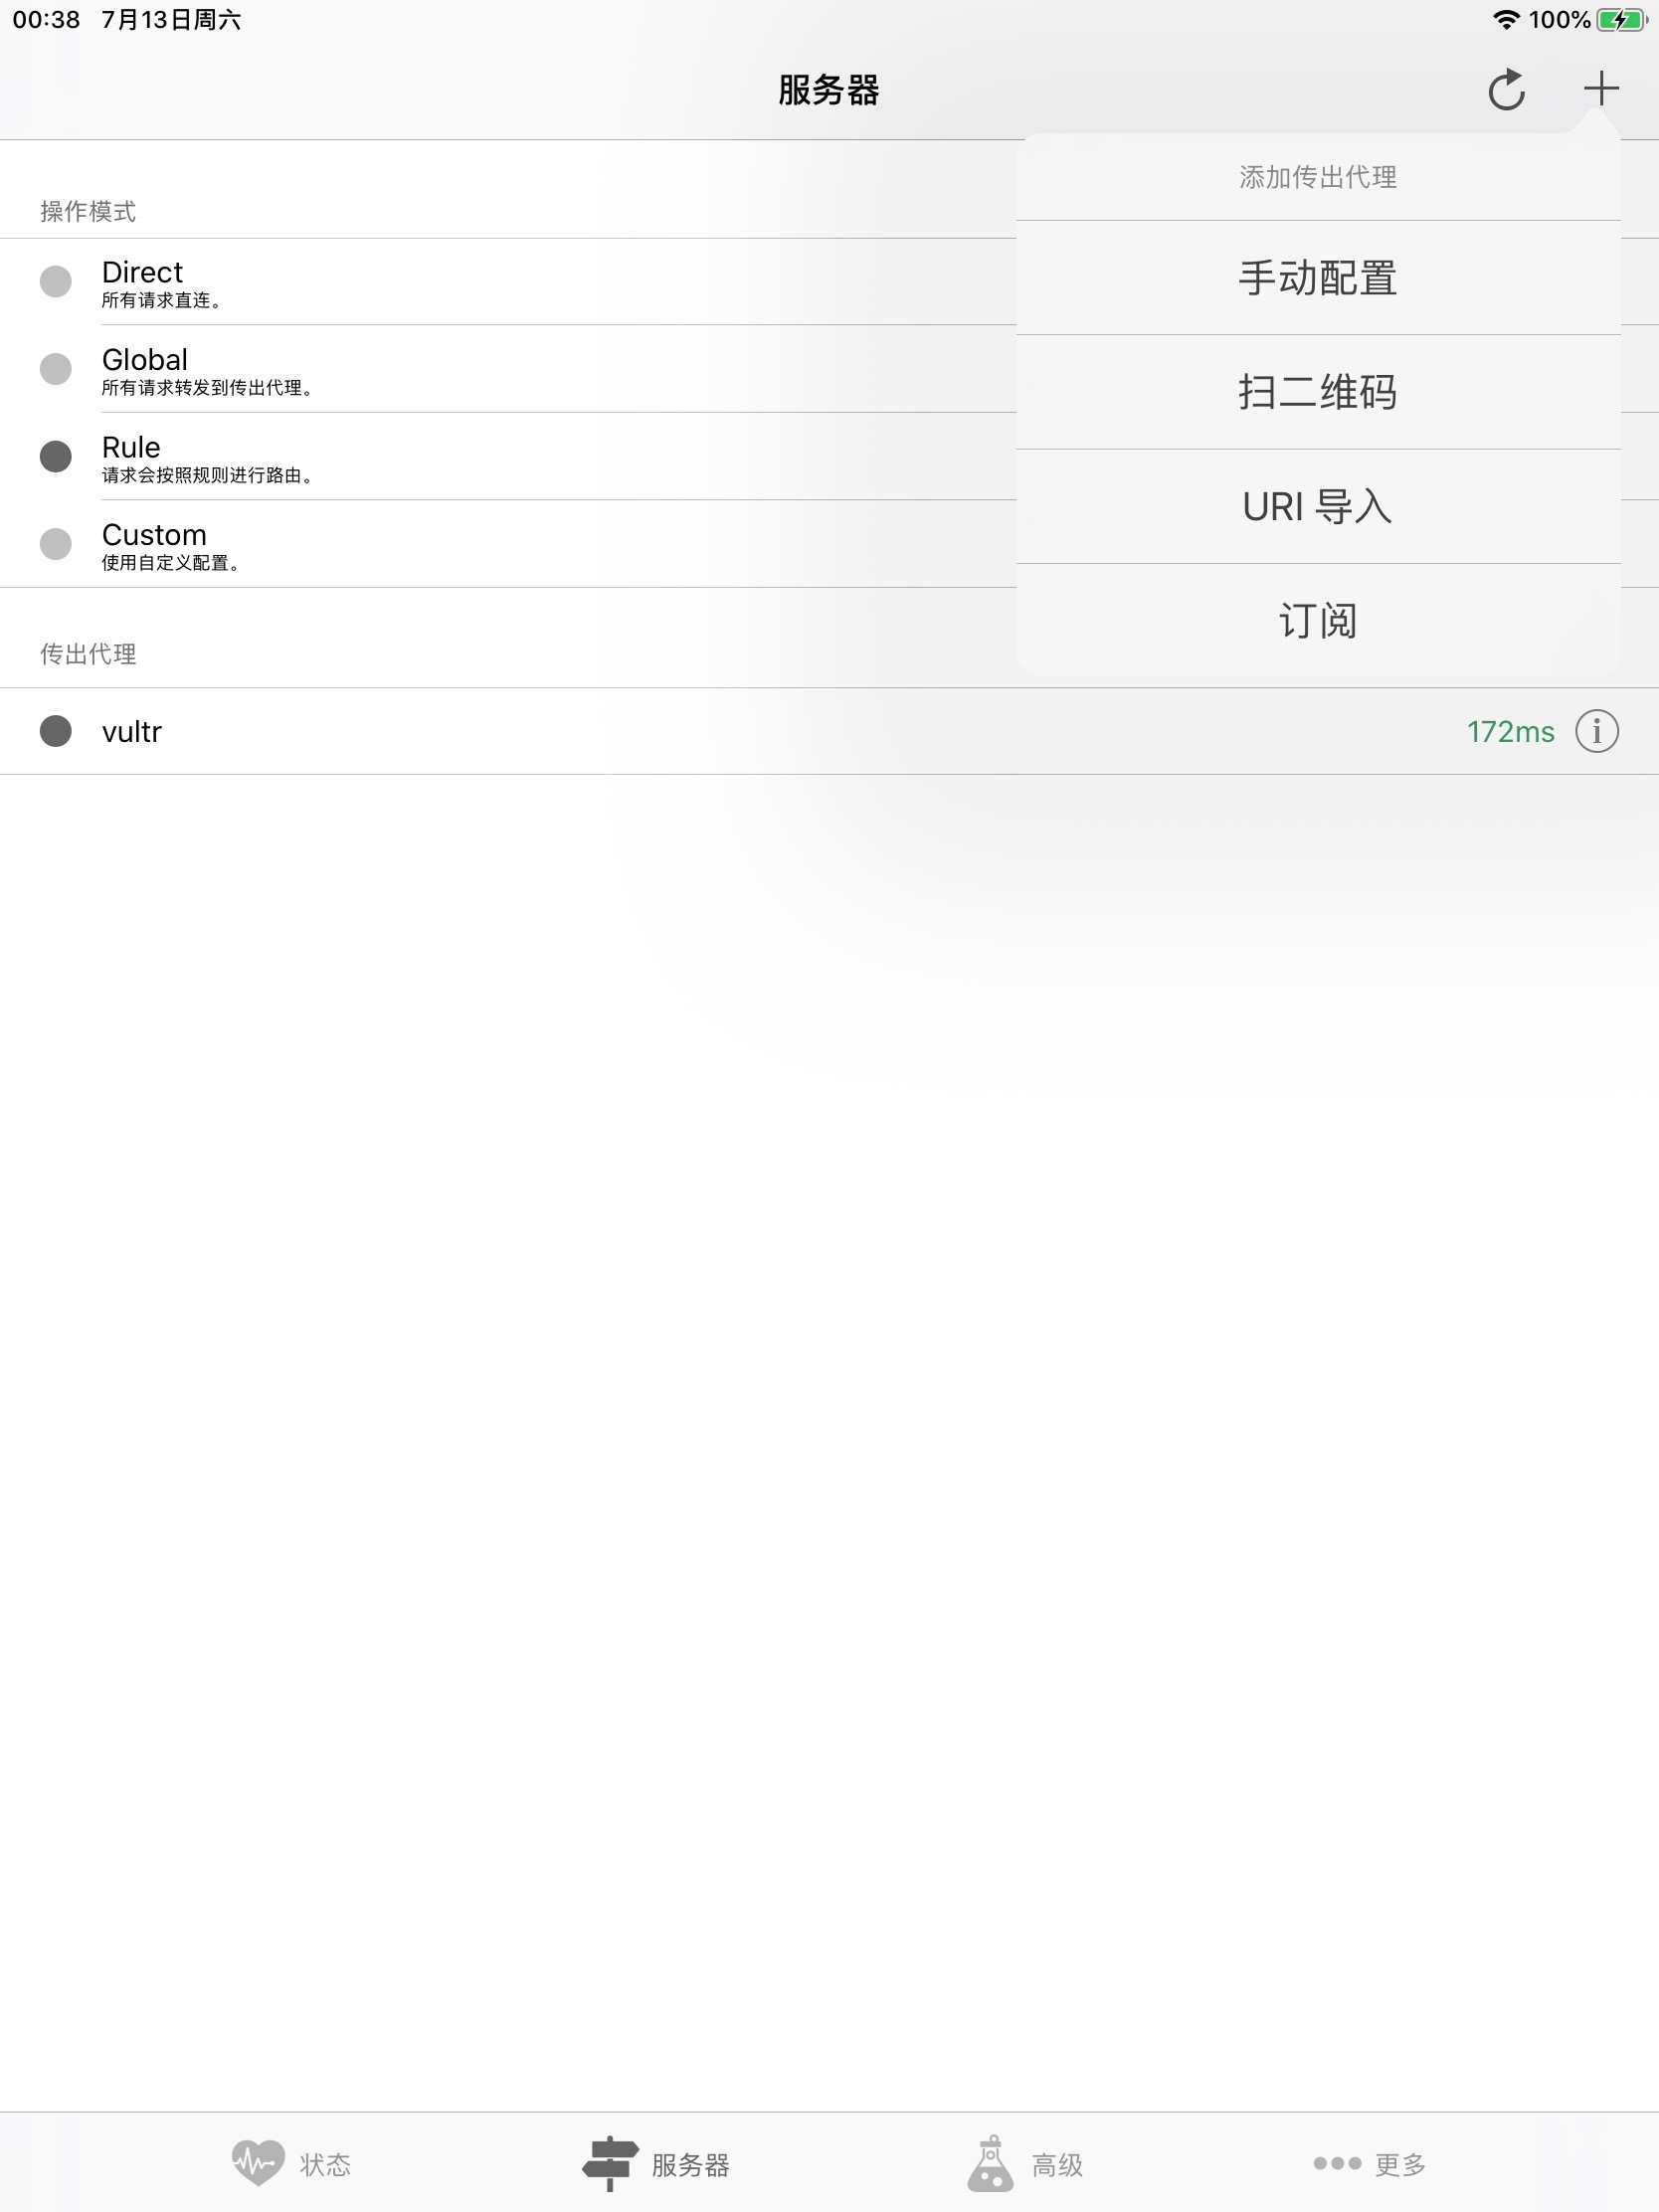 00:38 7月13日周六 100%
服务器
添加传出代理
手动配置
扫二维码
URI 导入
订阅
操作模式
Direct
所有请求直连。
Global
所有请求转发到传出代理。
Rule
请求会按照规则进行路由。
Custom
使用自定义配置。
传出代理
vultr 172ms
状态 服务器 高级 更多